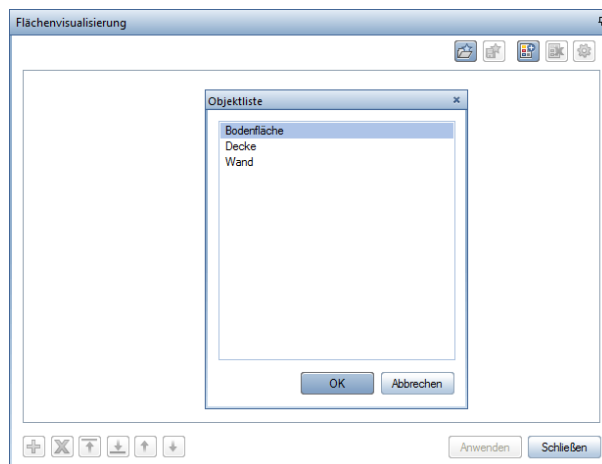 Flächenvisualisierung
Objektliste
Bodenfläche
Decke
Wand
OK Abbrechen
Anwenden Schließen